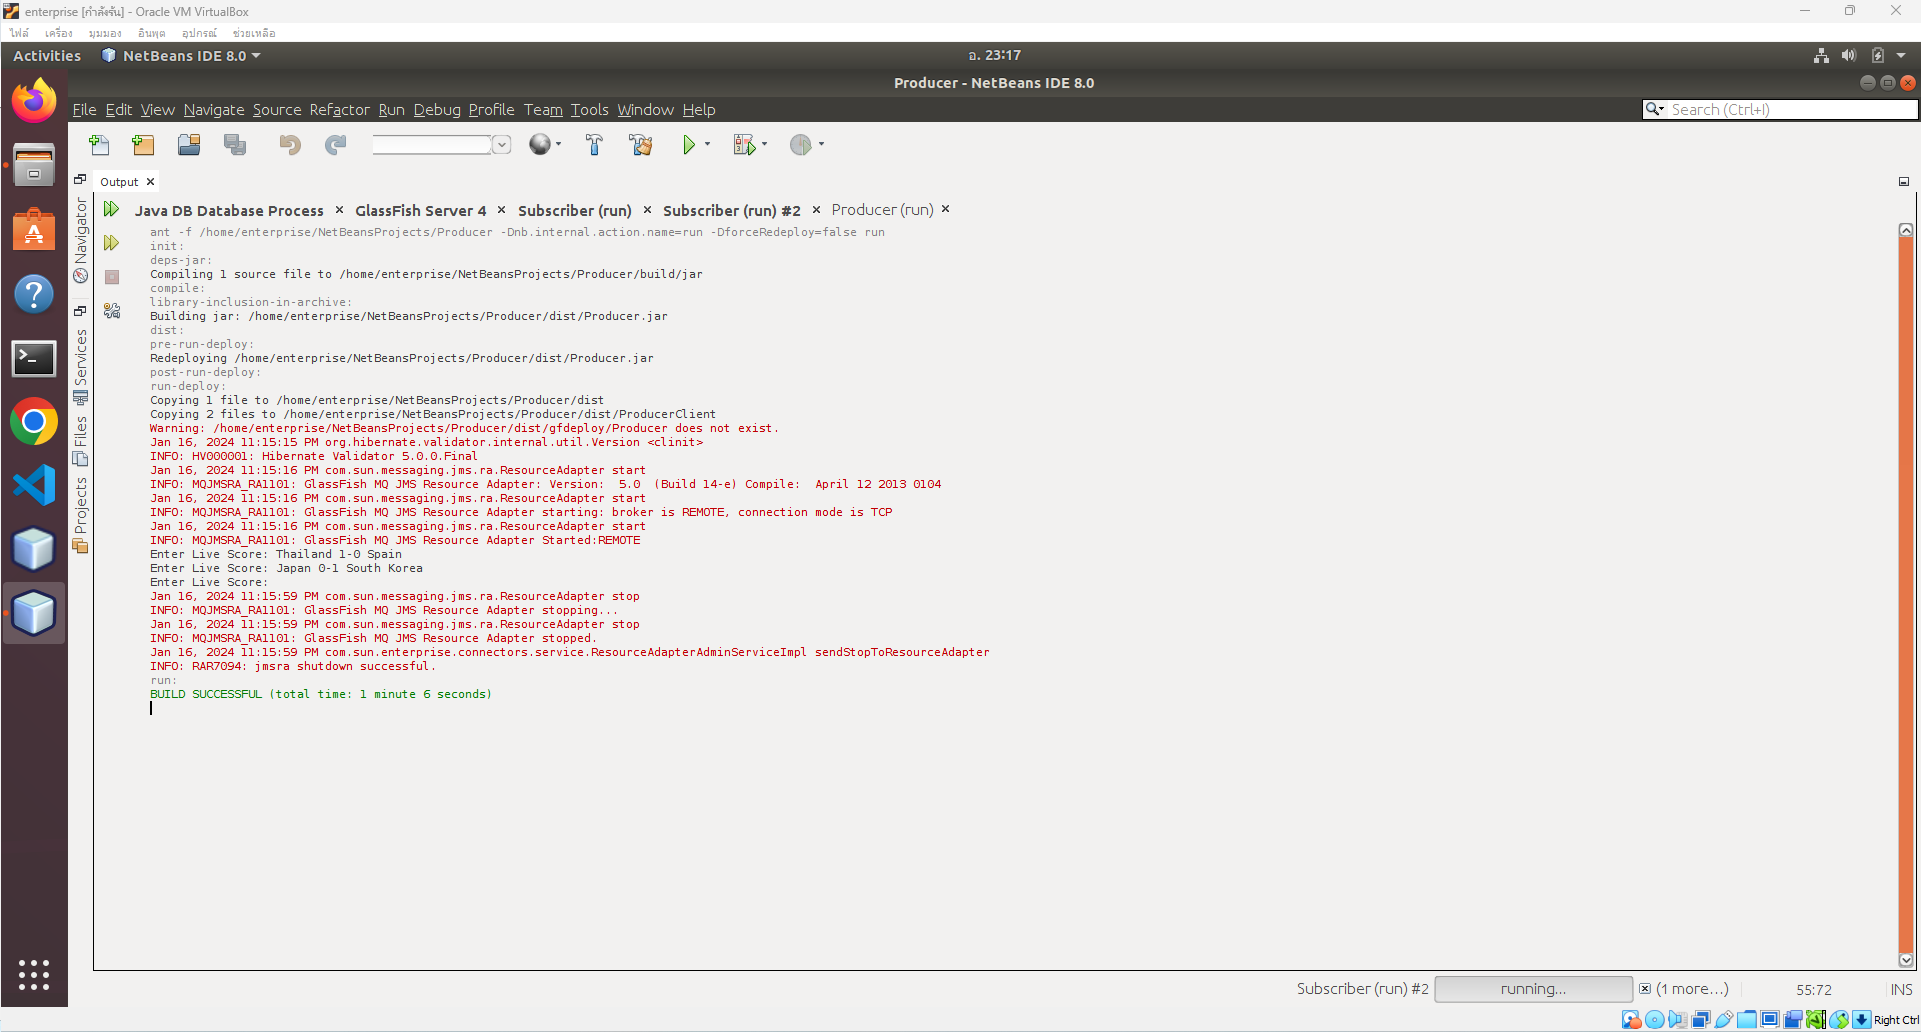 enterprise [กำลังรัน] - Oracle VM VirtualBox
ไฟล์ เครื่อง มุมมอง อินพุต อุปกรณ์ ช่วยเหลือ
Activities NetBeans IDE 8.0 อ. 23:17
Producer - NetBeans IDE 8.0
File Edit View Navigate Source Refactor Run Debug Profile Team Tools Window Help Search (Ctrl+I)
Output
Navigator
Services
Files
Projects
Java DB Database Process GlassFish Server 4 Subscriber (run) Subscriber (run) #2 Producer (run)
ant -f /home/enterprise/NetBeansProjects/Producer -Dnb.internal.action.name=run -DforceRedeploy=false run
init:
deps-jar:
Compiling 1 source file to /home/enterprise/NetBeansProjects/Producer/build/jar
compile:
library-inclusion-in-archive:
Building jar: /home/enterprise/NetBeansProjects/Producer/dist/Producer.jar
dist:
pre-run-deploy:
Redeploying /home/enterprise/NetBeansProjects/Producer/dist/Producer.jar
post-run-deploy:
run-deploy:
Copying 1 file to /home/enterprise/NetBeansProjects/Producer/dist
Copying 2 files to /home/enterprise/NetBeansProjects/Producer/dist/ProducerClient
Warning: /home/enterprise/NetBeansProjects/Producer/dist/gfdeploy/Producer does not exist.
Jan 16, 2024 11:15:15 PM org.hibernate.validator.internal.util.Version <clinit>
INFO: HV000001: Hibernate Validator 5.0.0.Final
Jan 16, 2024 11:15:16 PM com.sun.messaging.jms.ra.ResourceAdapter start
INFO: MQJMSRA_RA1101: GlassFish MQ JMS Resource Adapter: Version:  5.0  (Build 14-e) Compile:  April 12 2013 0104
Jan 16, 2024 11:15:16 PM com.sun.messaging.jms.ra.ResourceAdapter start
INFO: MQJMSRA_RA1101: GlassFish MQ JMS Resource Adapter starting: broker is REMOTE, connection mode is TCP
Jan 16, 2024 11:15:16 PM com.sun.messaging.jms.ra.ResourceAdapter start
INFO: MQJMSRA_RA1101: GlassFish MQ JMS Resource Adapter Started:REMOTE
Enter Live Score: Thailand 1-0 Spain
Enter Live Score: Japan 0-1 South Korea
Enter Live Score:
Jan 16, 2024 11:15:59 PM com.sun.messaging.jms.ra.ResourceAdapter stop
INFO: MQJMSRA_RA1101: GlassFish MQ JMS Resource Adapter stopping...
Jan 16, 2024 11:15:59 PM com.sun.messaging.jms.ra.ResourceAdapter stop
INFO: MQJMSRA_RA1101: GlassFish MQ JMS Resource Adapter stopped.
Jan 16, 2024 11:15:59 PM com.sun.enterprise.connectors.service.ResourceAdapterAdminServiceImpl sendStopToResourceAdapter
INFO: RAR7094: jmsra shutdown successful.
run:
BUILD SUCCESSFUL (total time: 1 minute 6 seconds)
Subscriber (run) #2 running... (1 more...) 55:72 INS
Right Ctrl